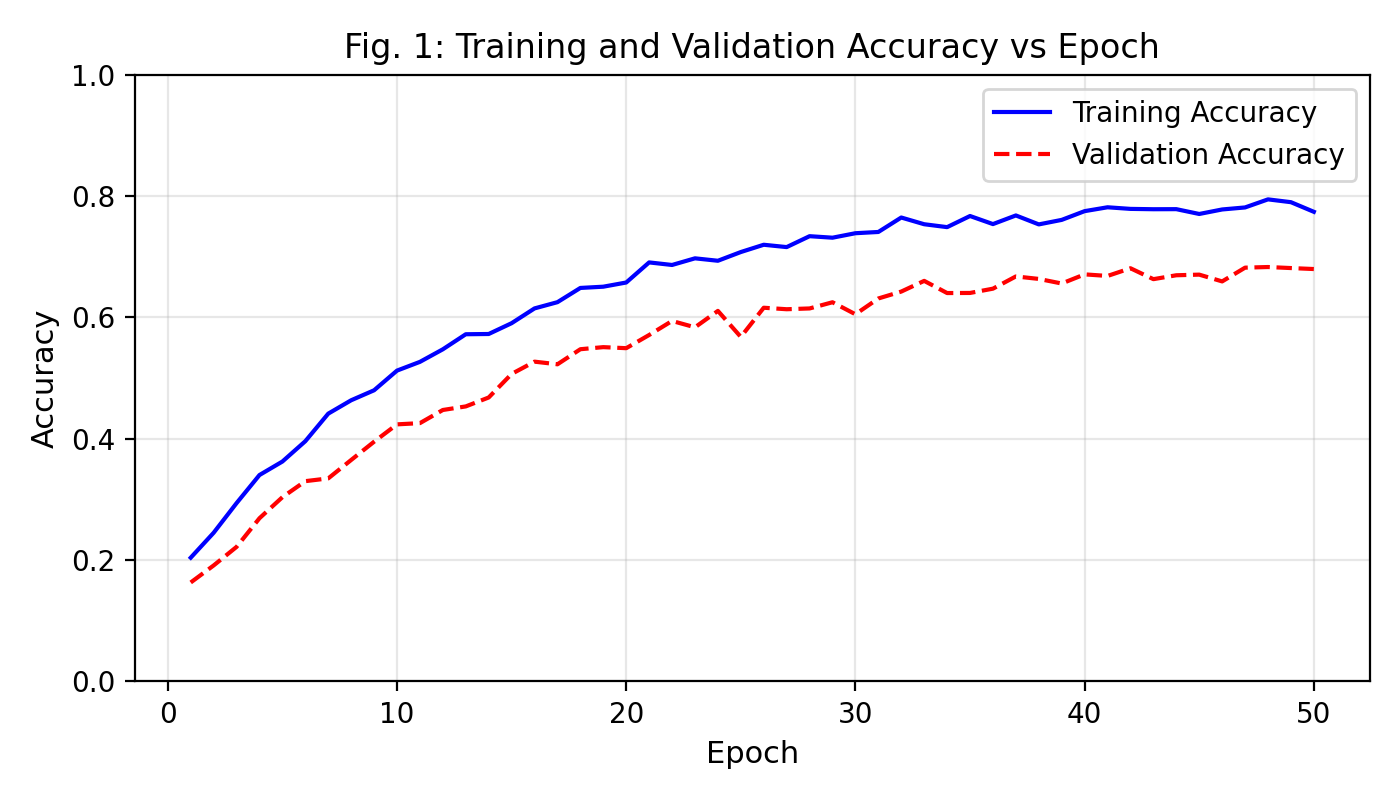 Fig. 1: Training and Validation Accuracy vs Epoch
Training Accuracy
Validation Accuracy
1.0
0.8
0.6
0.4
0.2
0.0
Accuracy
0 10 20 30 40 50
Epoch